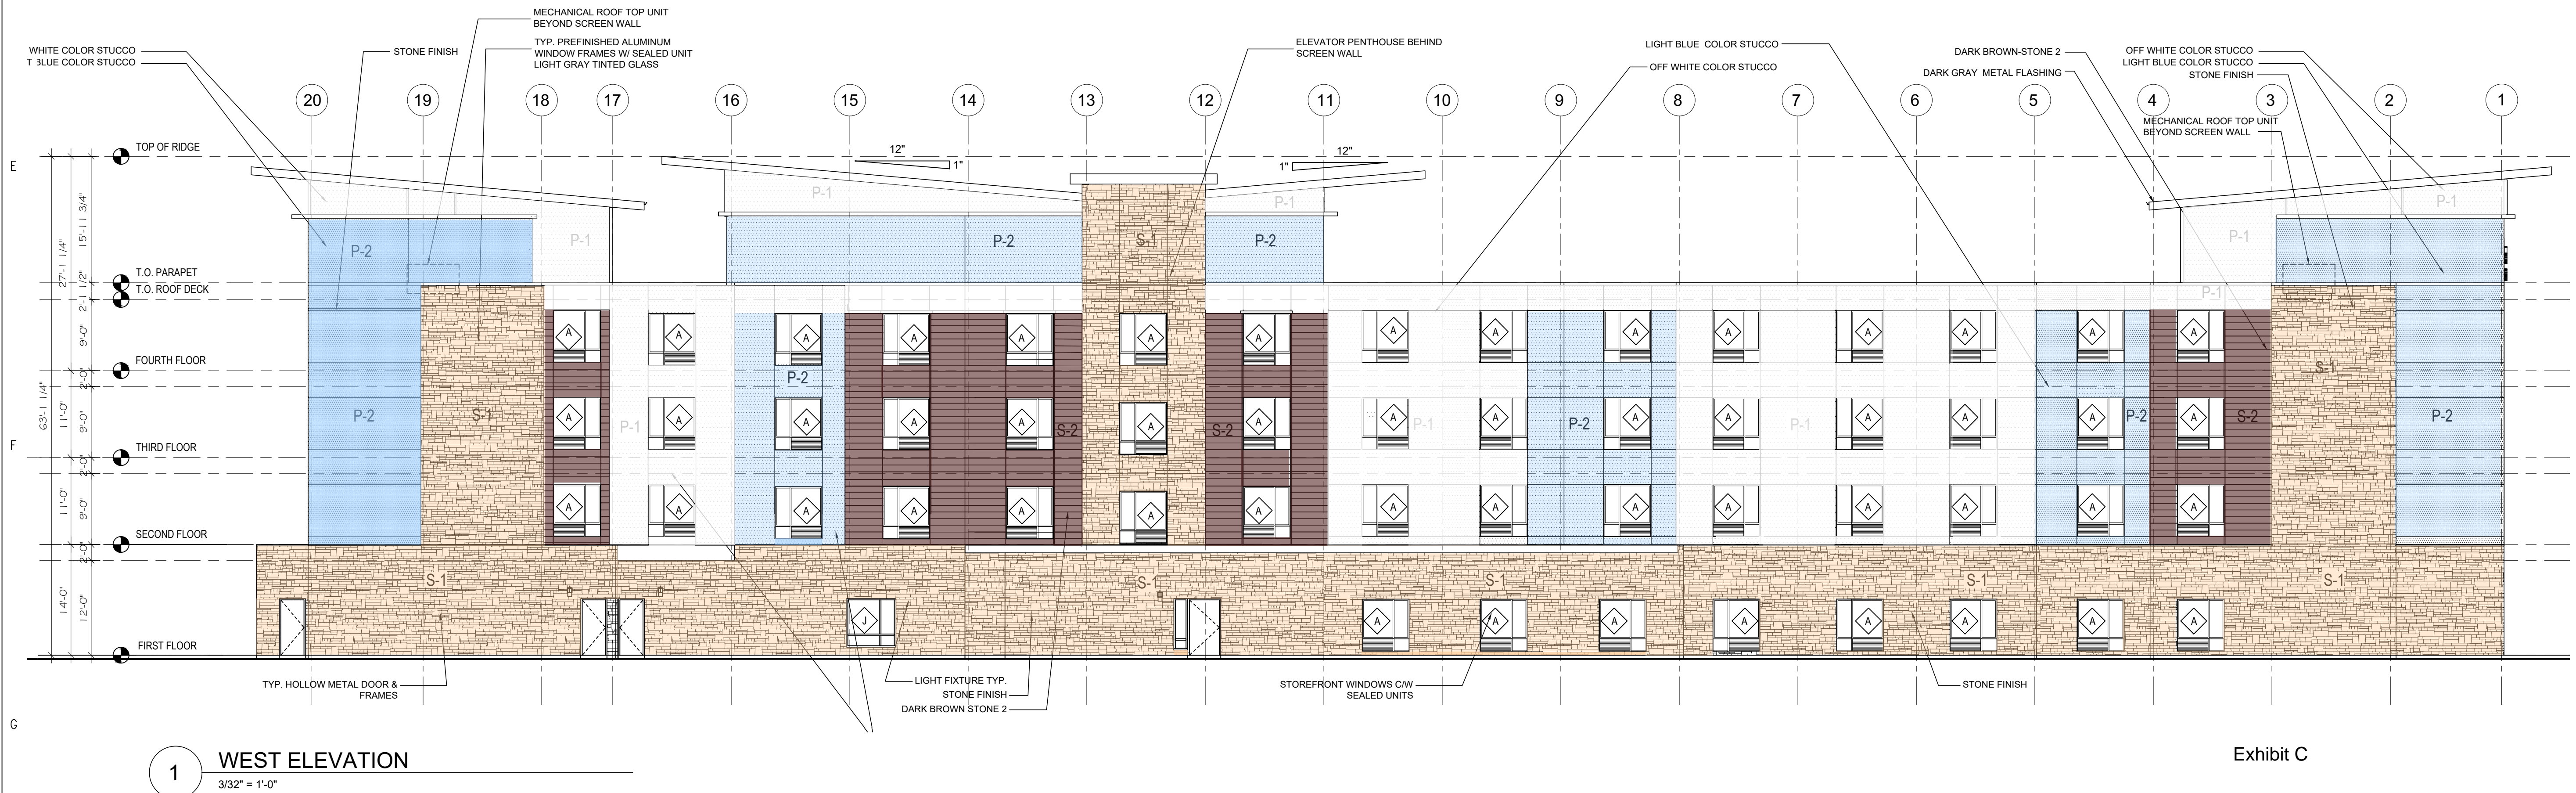 MECHANICAL ROOF TOP UNIT
BEYOND SCREEN WALL
WHITE COLOR STUCCO
BLUE COLOR STUCCO
STONE FINISH
TYP. PREFINISHED ALUMINUM
WINDOW FRAMES W/ SEALED UNIT
LIGHT GRAY TINTED GLASS
ELEVATOR PENTHOUSE BEHIND
SCREEN WALL
LIGHT BLUE COLOR STUCCO
OFF WHITE COLOR STUCCO
DARK BROWN-STONE 2
DARK GRAY METAL FLASHING
OFF WHITE COLOR STUCCO
LIGHT BLUE COLOR STUCCO
STONE FINISH
MECHANICAL ROOF TOP UNIT
BEYOND SCREEN WALL
20 19 18 17 16 15 14 13 12 11 10 9 8 7 6 5 4 3 2 1
E
TOP OF RIDGE
12"
1"
12"
1"
P-1 P-1 P-1
P-2 P-1 P-2 S-1 P-2 P-1
15'-1 3/4"
27'-1 1/4"
T.O. PARAPET
2'-1 1/2"
T.O. ROOF DECK
P-1
9'-0"
A A A A A A A A A A A A A A A
S-1
FOURTH FLOOR
2'-0"
P-2
63'-1 1/4"
11'-0"
9'-0"
P-2 S-1 A P-1 A A A A S-2 A S-2 A A P-1 A P-2 A A P-1 A A A P-2 A S-2 P-2
F
THIRD FLOOR
2'-0"
11'-0"
9'-0"
A A A A A A A A A A A A A A A
SECOND FLOOR
2'-0"
S-1 S-1 S-1 S-1 S-1
14'-0"
12'-0"
J A A A A A A A A
FIRST FLOOR
TYP. HOLLOW METAL DOOR &
FRAMES
LIGHT FIXTURE TYP.
STONE FINISH
DARK BROWN STONE 2
STOREFRONT WINDOWS C/W
SEALED UNITS
STONE FINISH
G
1
WEST ELEVATION
3/32" = 1'-0"
Exhibit C